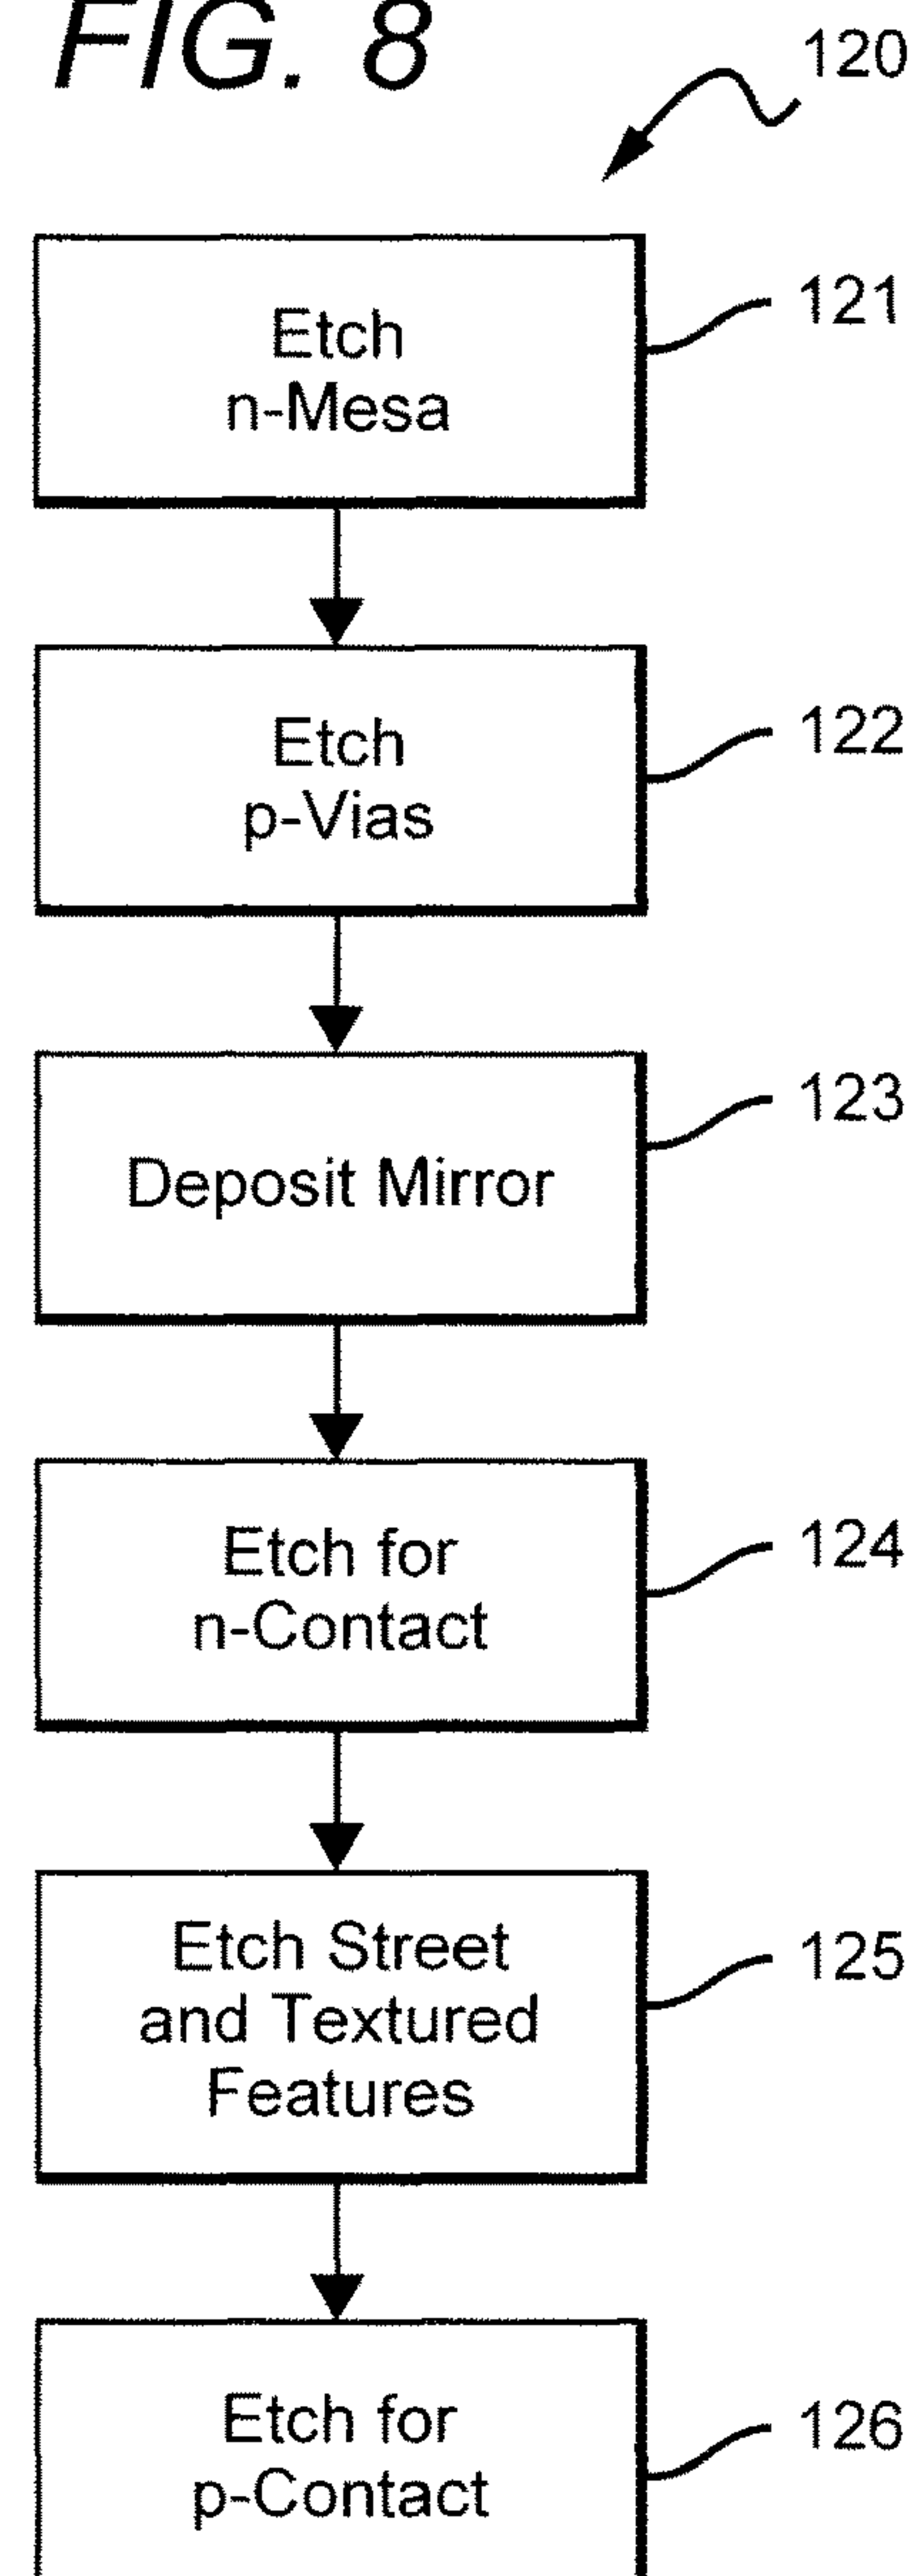 FIG. 8
120
Etch
n-Mesa
121
Etch
p-Vias
122
Deposit Mirror
123
Etch for
n-Contact
124
Etch Street
and Textured
Features
125
Etch for
p-Contact
126